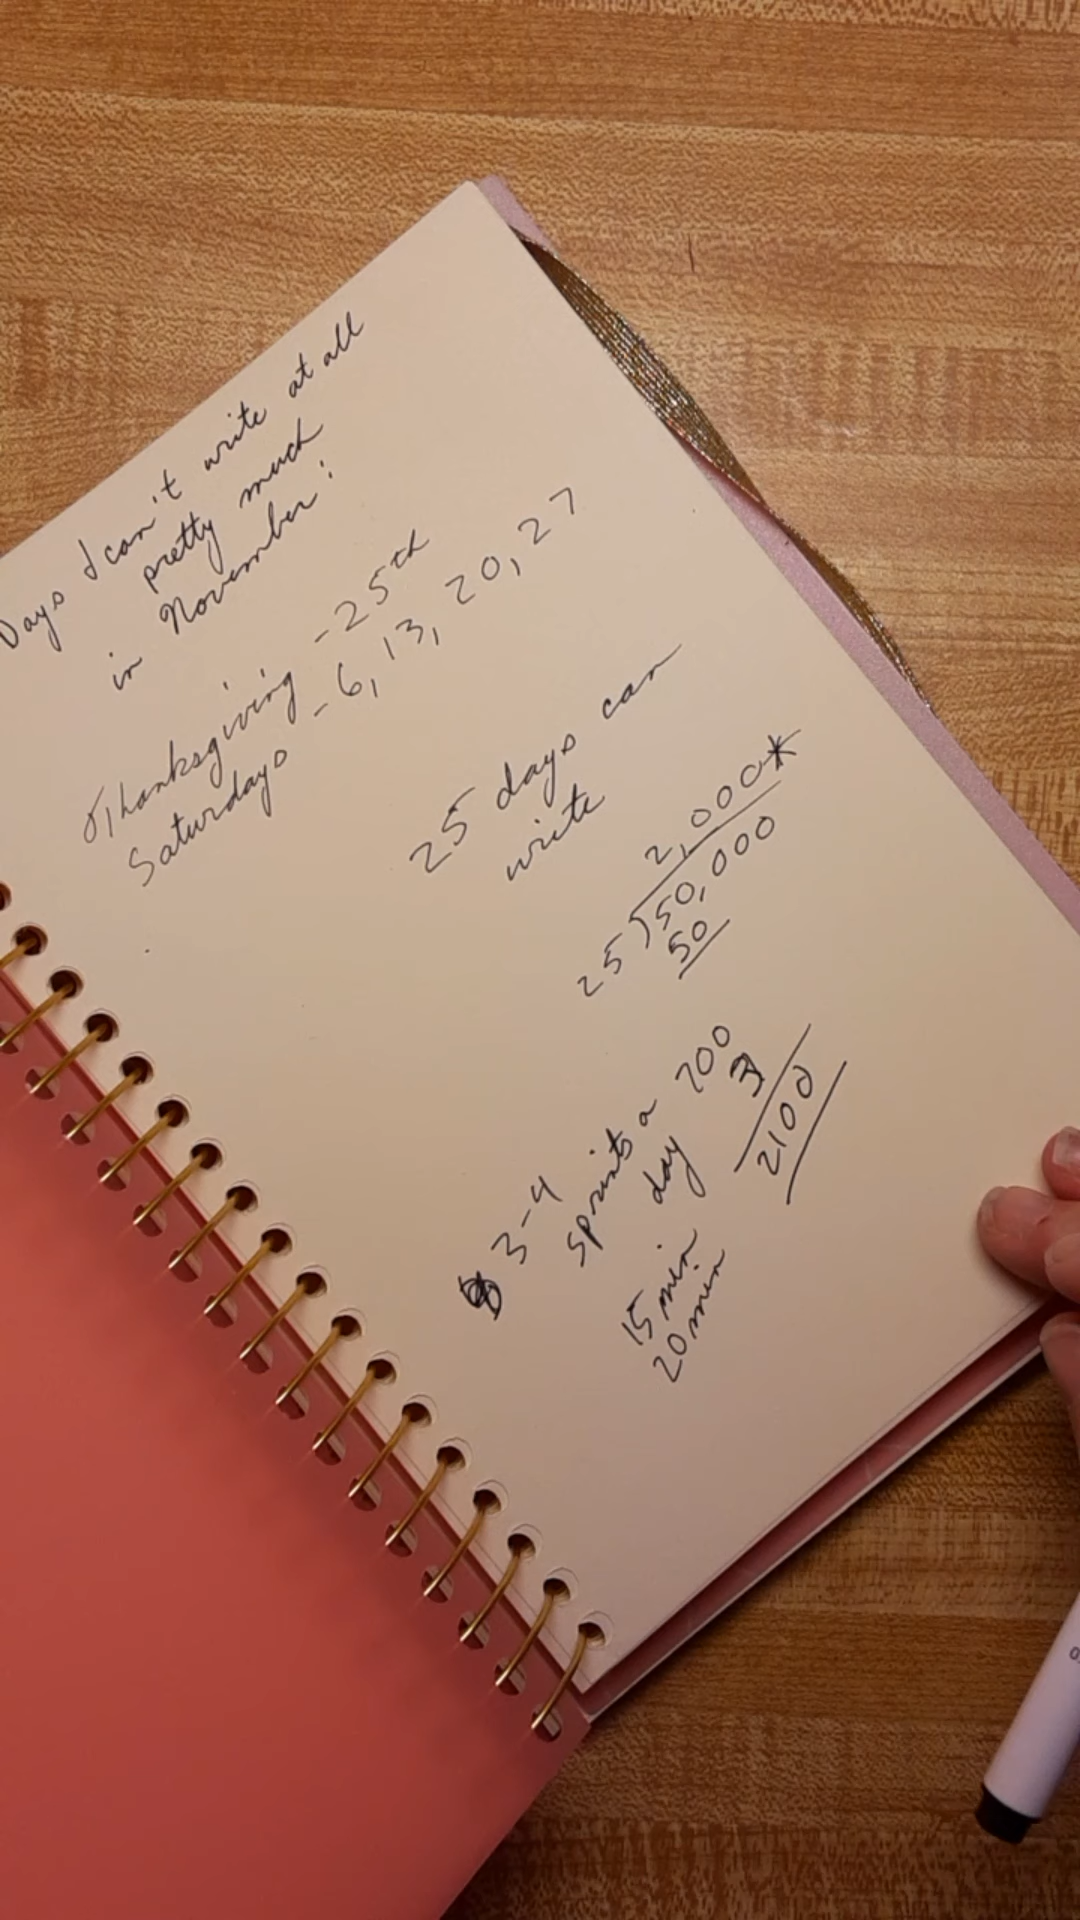 Days I can't write at all
pretty much
in November:
Thanksgiving - 25th
Saturdays - 6, 13, 20, 27
25 days can
write
2,000*
25)50,000
50
3-4
sprints a
day
700
3
2100
15 min
20 min